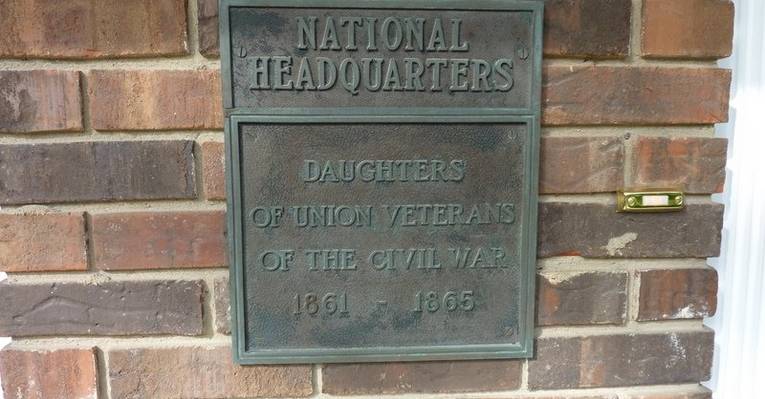 NATIONAL
HEADQUARTERS
DAUGHTERS
OF UNION VETERANS
OF THE CIVIL WAR
1861 - 1865